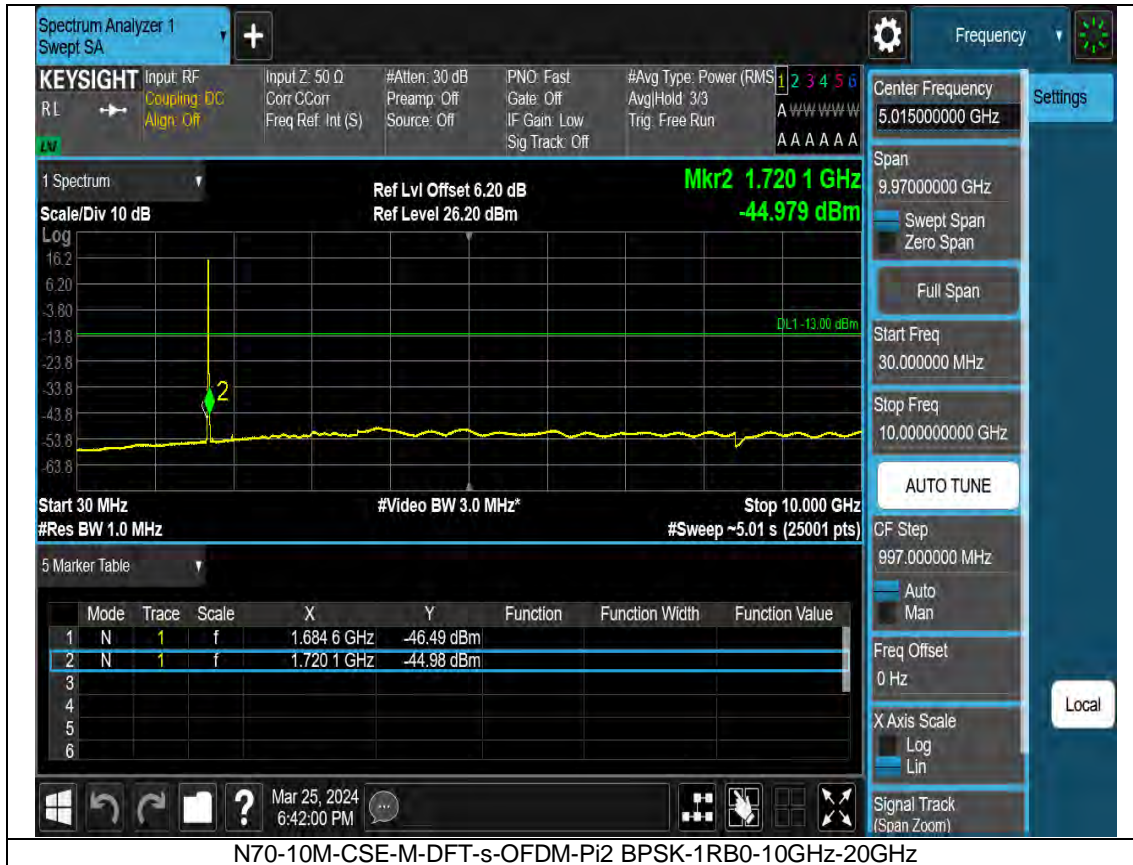 Spectrum Analyzer 1
Swept SA
+
Frequency
KEYSIGHT
RL
Input: RF
Coupling: DC
Align: Off
Input Z: 50 Ω
Corr CCorr
Freq Ref: Int (S)
#Atten: 30 dB
Preamp: Off
Source: Off
PNO: Fast
Gate: Off
IF Gain: Low
Sig Track: Off
#Avg Type: Power (RMS
Avg|Hold: 3/3
Trig: Free Run
1 2 3 4 5 6
A W W W W W
A A A A A A
1 Spectrum
Scale/Div 10 dB
Ref Lvl Offset 6.20 dB
Ref Level 26.20 dBm
Mkr2 1.720 1 GHz
-44.979 dBm
Log
16.2
6.20
-3.80
-13.8
-23.8
-33.8
-43.8
-53.8
-63.8
DL1 -13.00 dBm
2
Start 30 MHz
#Video BW 3.0 MHz*
Stop 10.000 GHz
#Res BW 1.0 MHz
#Sweep ~5.01 s (25001 pts)
5 Marker Table
Mode Trace Scale X Y Function Function Width Function Value
1 N 1 f 1.684 6 GHz -46.49 dBm
2 N 1 f 1.720 1 GHz -44.98 dBm
3
4
5
6
Mar 25, 2024
6:42:00 PM
?
Center Frequency
5.015000000 GHz
Settings
Span
9.97000000 GHz
Swept Span
Zero Span
Full Span
Start Freq
30.000000 MHz
Stop Freq
10.000000000 GHz
AUTO TUNE
CF Step
997.000000 MHz
Auto
Man
Freq Offset
0 Hz
X Axis Scale
Log
Lin
Local
Signal Track
(Span Zoom)
N70-10M-CSE-M-DFT-s-OFDM-Pi2 BPSK-1RB0-10GHz-20GHz